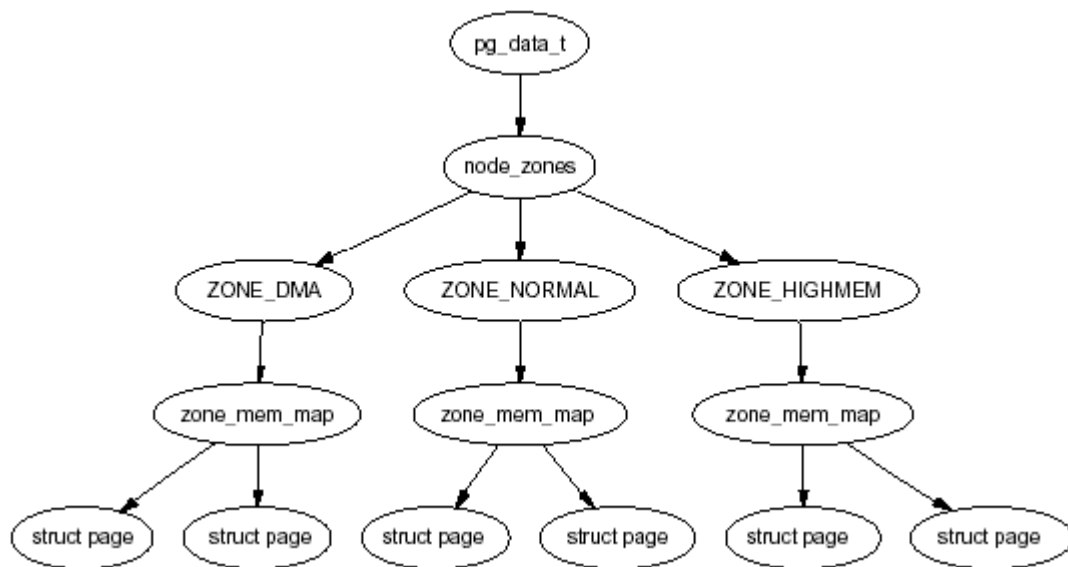 pg_data_t
node_zones
ZONE_DMA
ZONE_NORMAL
ZONE_HIGHMEM
zone_mem_map
zone_mem_map
zone_mem_map
struct page
struct page
struct page
struct page
struct page
struct page